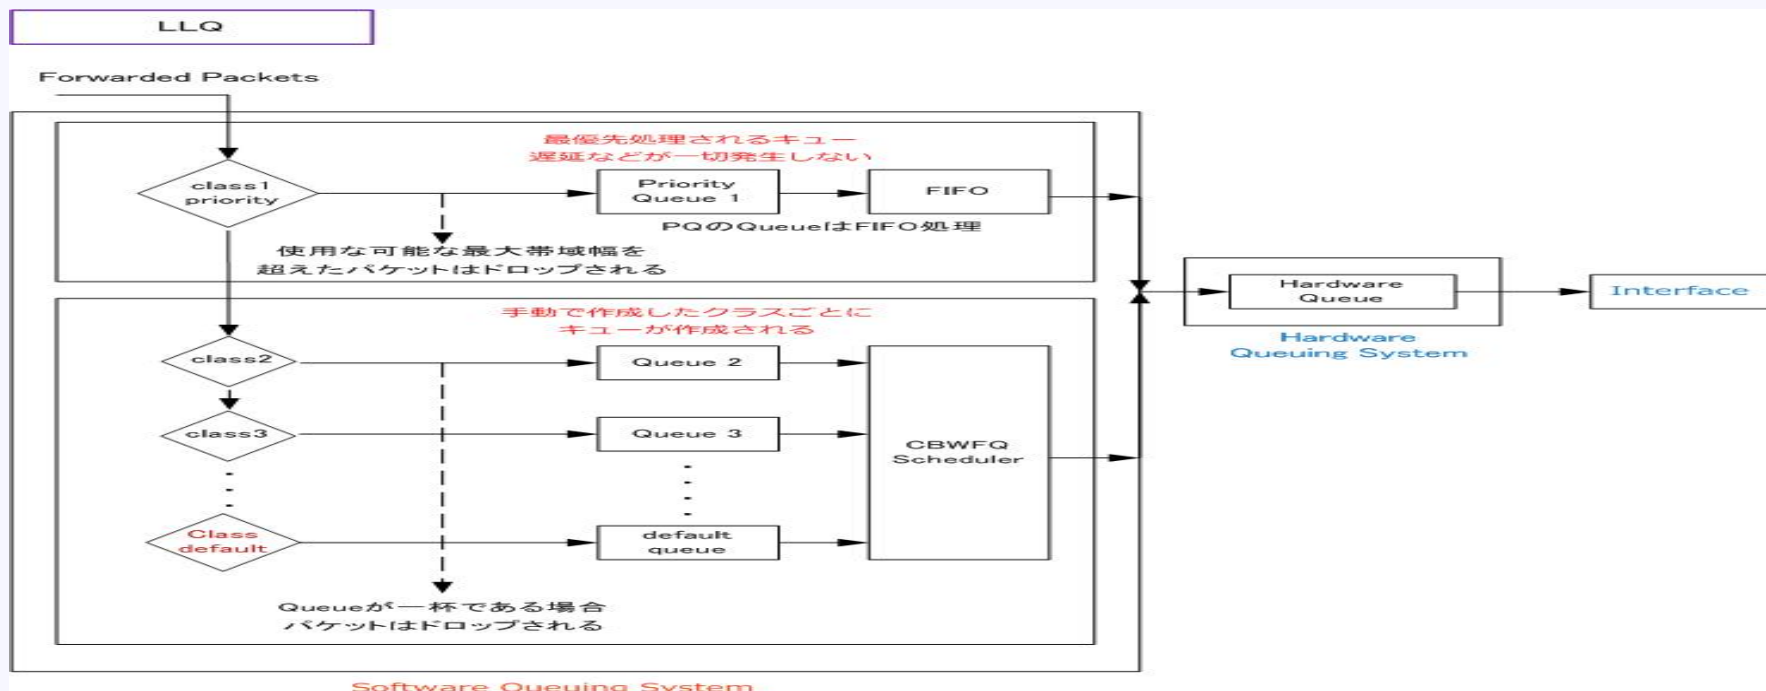 LLQ
Forwarded Packets
最優先処理されるキュー
遅延などが一切発生しない
class1
priority
Priority
Queue 1
FIFO
PQのQueueはFIFO処理
使用な可能な最大帯域幅を
超えたパケットはドロップされる
Hardware
Queue
Interface
Hardware
Queuing System
手動で作成したクラスごとに
キューが作成される
class2
Queue 2
class3
Queue 3
CBWFQ
Scheduler
Class
default
default
queue
Queueが一杯である場合
パケットはドロップされる
Software Queuing System